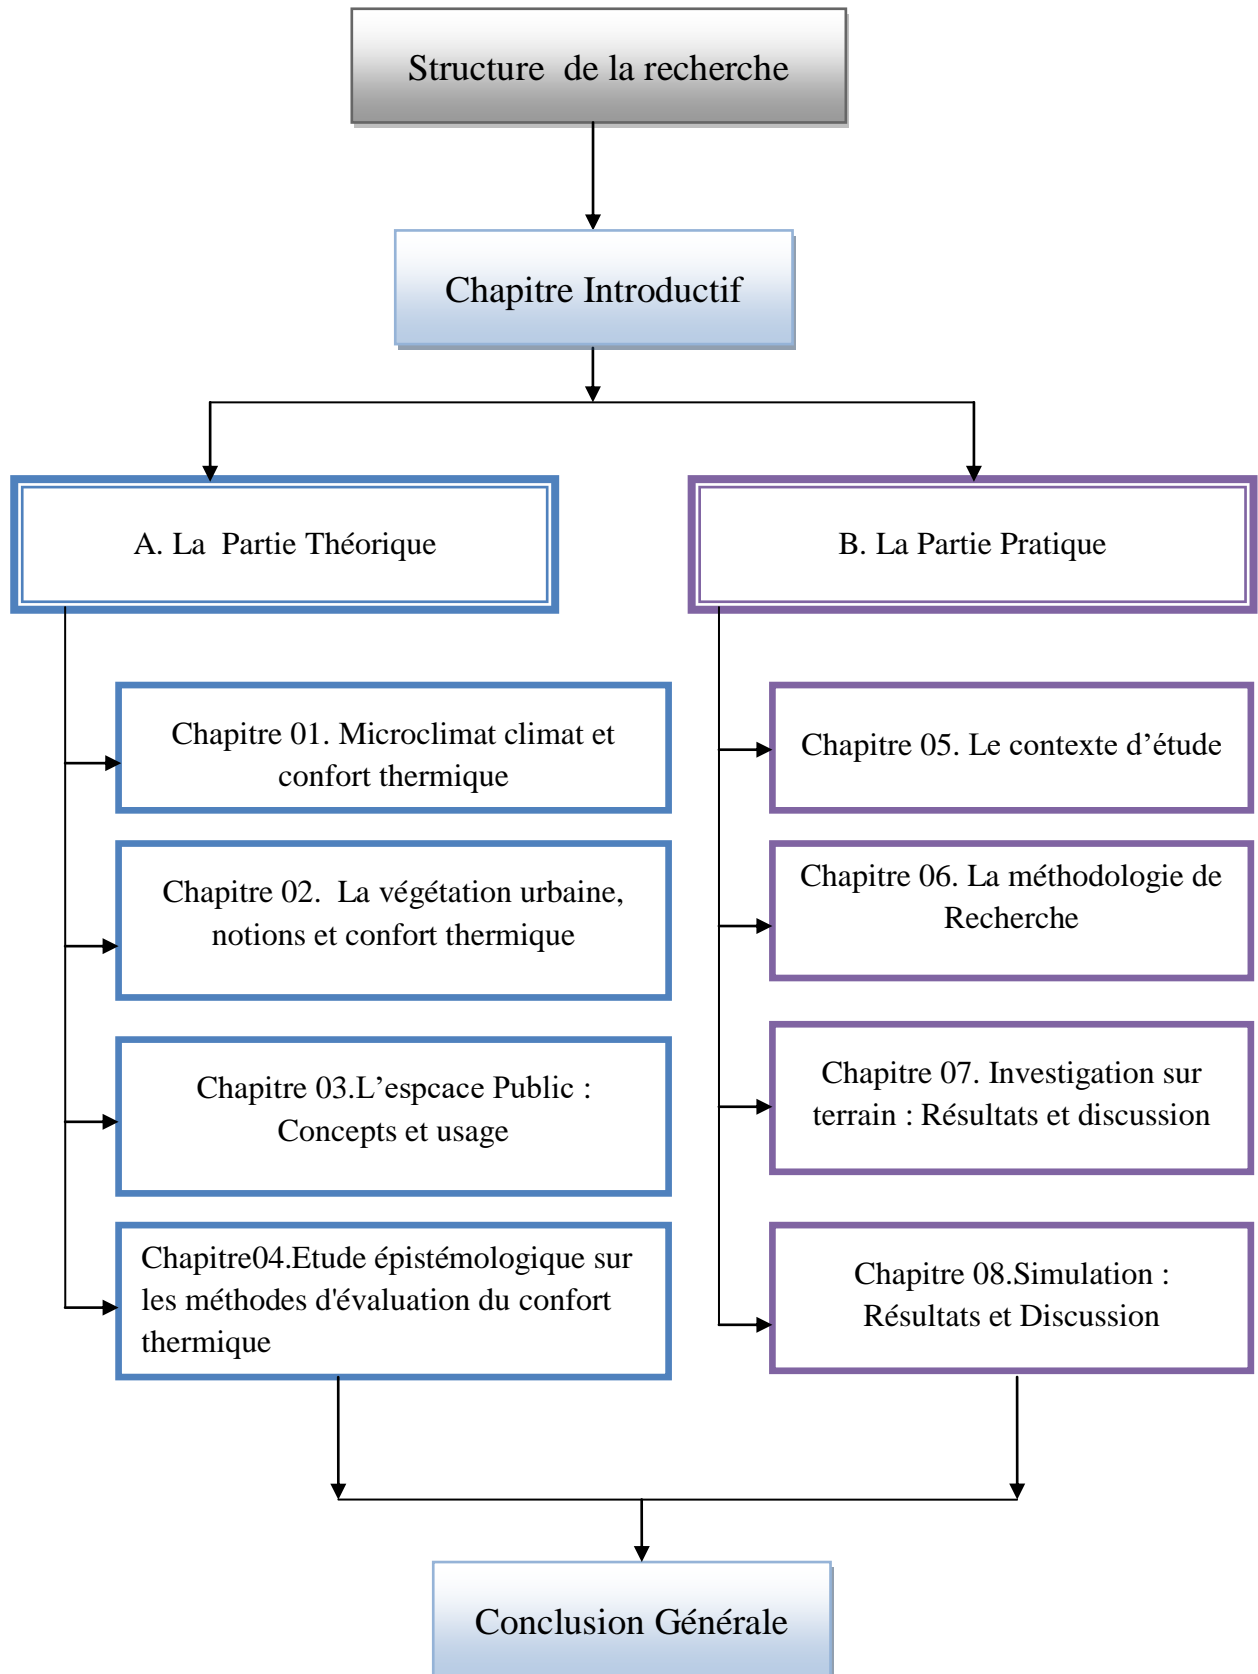 Structure de la recherche
Chapitre Introductif
A. La Partie Théorique
Chapitre 01. Microclimat climat et
confort thermique
Chapitre 02. La végétation urbaine,
notions et confort thermique
Chapitre 03.L’espcace Public :
Concepts et usage
Chapitre04.Etude épistémologique sur
les méthodes d'évaluation du confort
thermique
B. La Partie Pratique
Chapitre 05. Le contexte d’étude
Chapitre 06. La méthodologie de
Recherche
Chapitre 07. Investigation sur
terrain : Résultats et discussion
Chapitre 08.Simulation :
Résultats et Discussion
Conclusion Générale